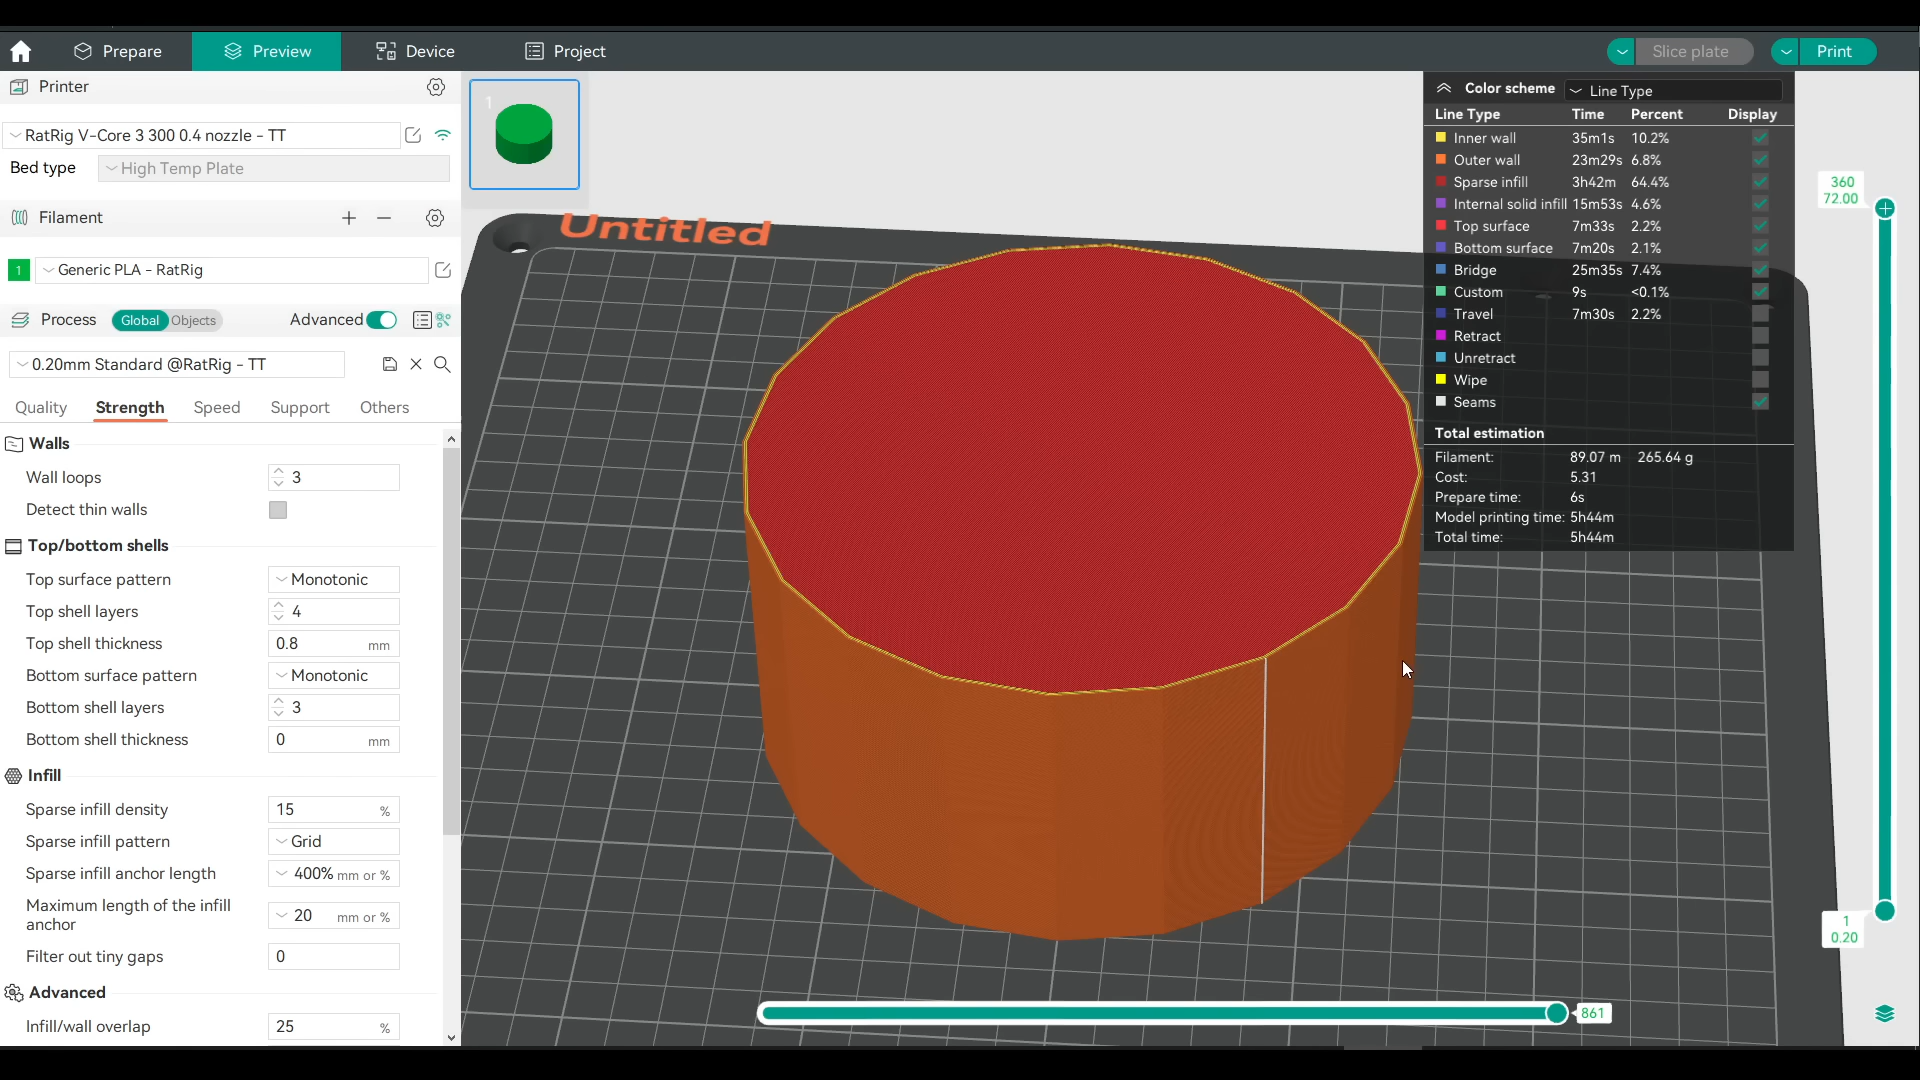 Prepare Preview Device Project Slice plate Print
Printer
RatRig V-Core 3 300 0.4 nozzle - TT
Bed type High Temp Plate
Filament
1 Generic PLA - RatRig
Process Global Objects Advanced
0.20mm Standard @RatRig - TT
Quality Strength Speed Support Others
Walls
Wall loops 3
Detect thin walls
Top/bottom shells
Top surface pattern Monotonic
Top shell layers 4
Top shell thickness 0.8 mm
Bottom surface pattern Monotonic
Bottom shell layers 3
Bottom shell thickness 0 mm
Infill
Sparse infill density 15 %
Sparse infill pattern Grid
Sparse infill anchor length 400% mm or %
Maximum length of the infill
anchor 20 mm or %
Filter out tiny gaps 0
Advanced
Infill/wall overlap 25 %
1
Untitled
Color scheme Line Type
Line Type Time Percent Display
Inner wall 35m1s 10.2%
Outer wall 23m29s 6.8%
Sparse infill 3h42m 64.4%
Internal solid infill 15m53s 4.6%
Top surface 7m33s 2.2%
Bottom surface 7m20s 2.1%
Bridge 25m35s 7.4%
Custom 9s <0.1%
Travel 7m30s 2.2%
Retract
Unretract
Wipe
Seams
Total estimation
Filament: 89.07 m 265.64 g
Cost: 5.31
Prepare time: 6s
Model printing time: 5h44m
Total time: 5h44m
360
72.00
1
0.20
861